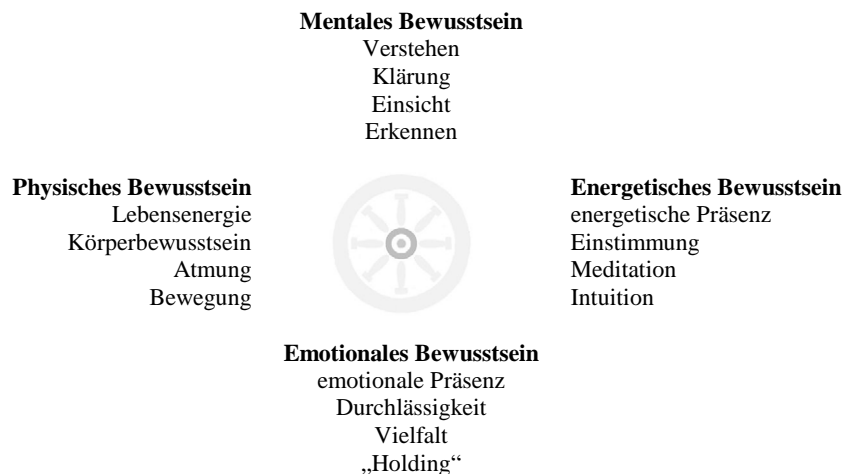 Mentales Bewusstsein
Verstehen
Klärung
Einsicht
Erkennen
Physisches Bewusstsein
Lebensenergie
Körperbewusstsein
Atmung
Bewegung
Energetisches Bewusstsein
energetische Präsenz
Einstimmung
Meditation
Intuition
Emotionales Bewusstsein
emotionale Präsenz
Durchlässigkeit
Vielfalt
„Holding“